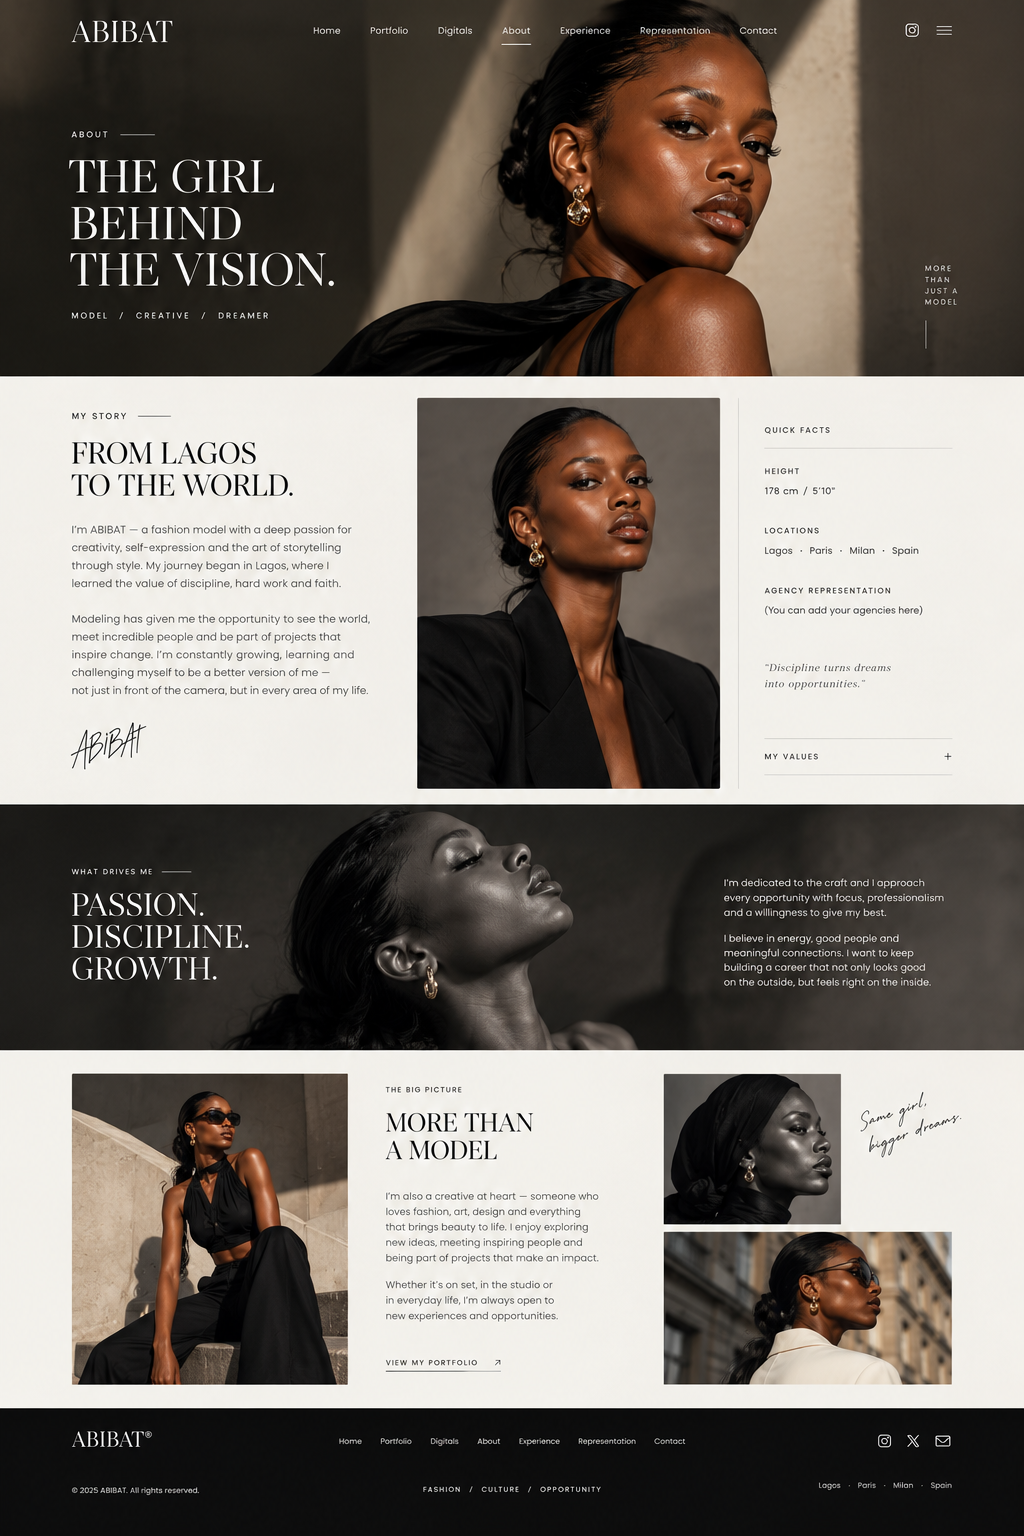 ABIBAT
Home Portfolio Digitals About Experience Representation Contact
ABOUT
THE GIRL
BEHIND
THE VISION.
MODEL / CREATIVE / DREAMER
MORE
THAN
JUST A
MODEL
MY STORY
FROM LAGOS
TO THE WORLD.
I'm ABIBAT — a fashion model with a deep passion for
creativity, self-expression and the art of storytelling
through style. My journey began in Lagos, where I
learned the value of discipline, hard work and faith.
Modeling has given me the opportunity to see the world,
meet incredible people and be part of projects that
inspire change. I'm constantly growing, learning and
challenging myself to be a better version of me —
not just in front of the camera, but in every area of my life.
ABiBAt
QUICK FACTS
HEIGHT
178 cm / 5'10"
LOCATIONS
Lagos · Paris · Milan · Spain
AGENCY REPRESENTATION
(You can add your agencies here)
"Discipline turns dreams
into opportunities."
MY VALUES +
WHAT DRIVES ME
PASSION.
DISCIPLINE.
GROWTH.
I'm dedicated to the craft and I approach
every opportunity with focus, professionalism
and a willingness to give my best.
I believe in energy, good people and
meaningful connections. I want to keep
building a career that not only looks good
on the outside, but feels right on the inside.
THE BIG PICTURE
MORE THAN
A MODEL
I'm also a creative at heart — someone who
loves fashion, art, design and everything
that brings beauty to life. I enjoy exploring
new ideas, meeting inspiring people and
being part of projects that make an impact.
Whether it's on set, in the studio or
in everyday life, I'm always open to
new experiences and opportunities.
VIEW MY PORTFOLIO
Same girl,
bigger dreams.
ABIBAT®
Home Portfolio Digitals About Experience Representation Contact
© 2025 ABIBAT. All rights reserved.
FASHION / CULTURE / OPPORTUNITY
Lagos · Paris · Milan · Spain